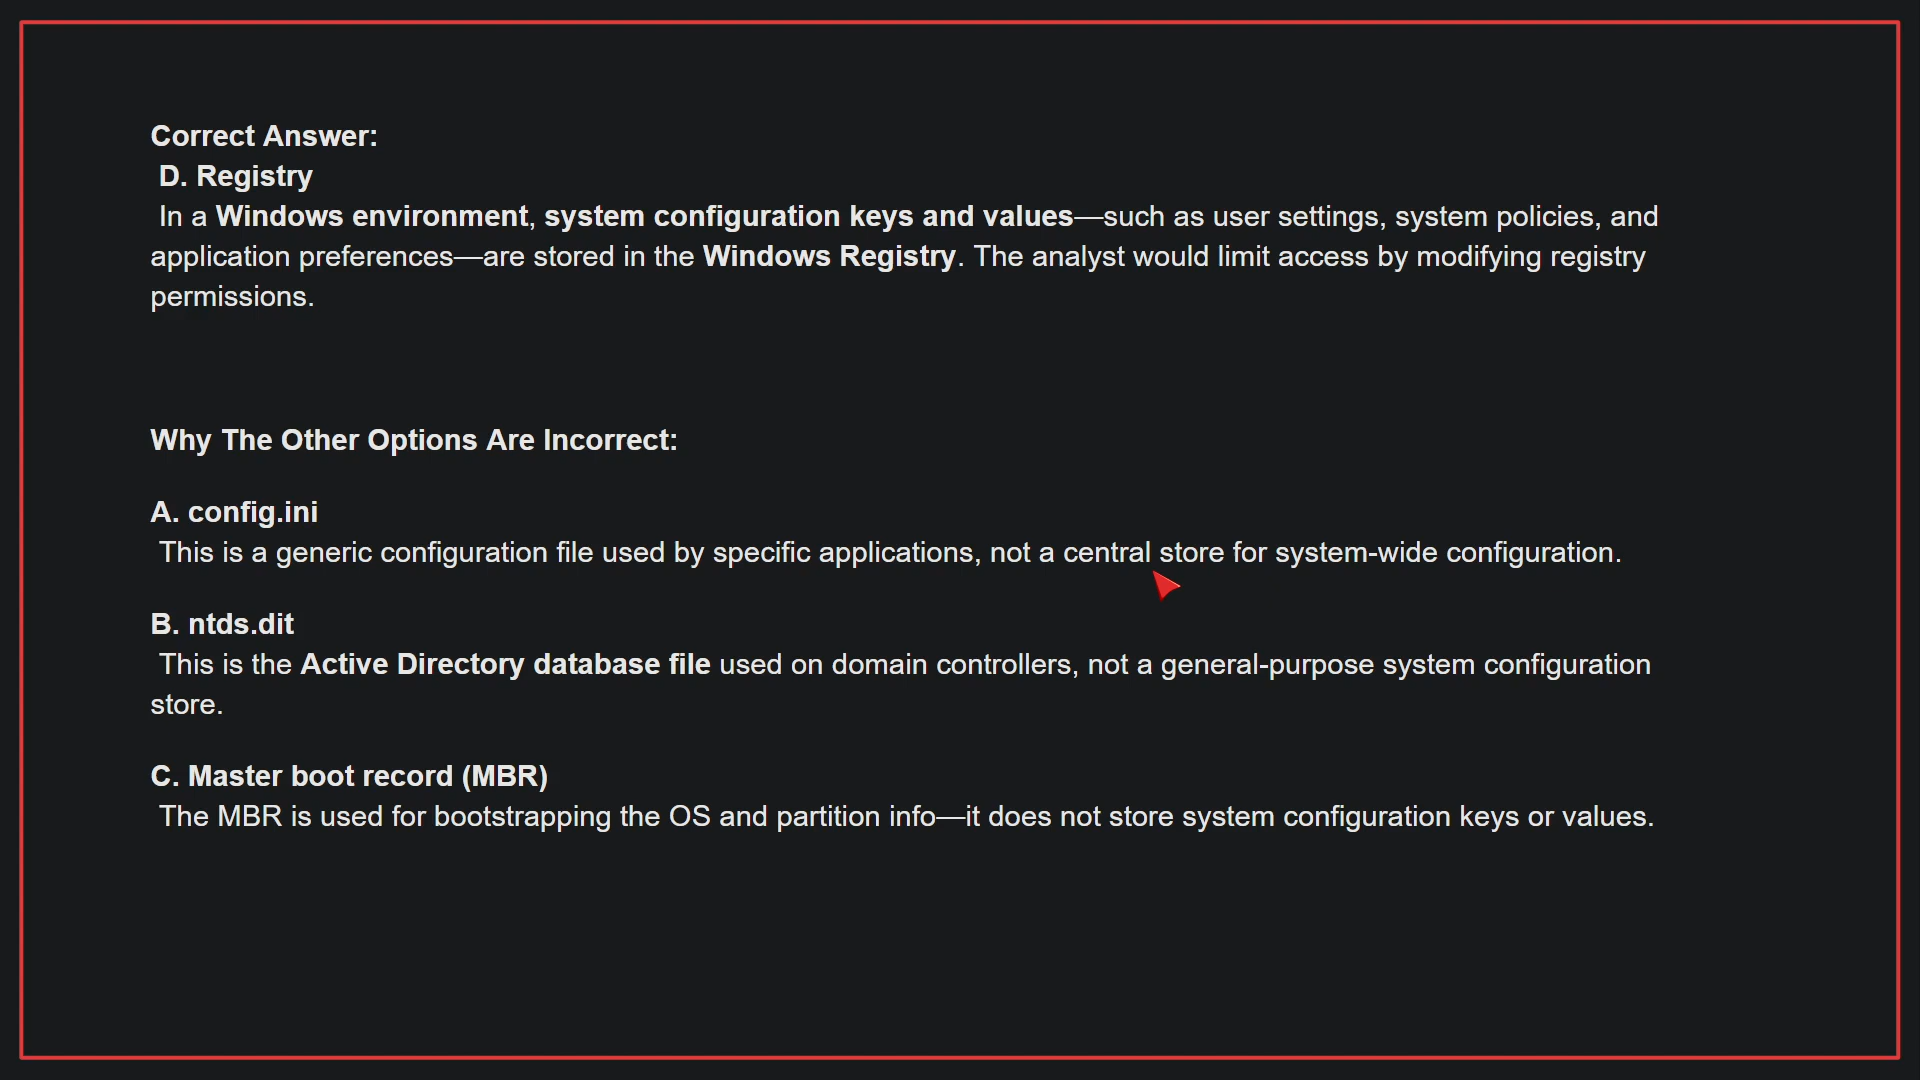 Correct Answer:
D. Registry
In a Windows environment, system configuration keys and values—such as user settings, system policies, and
application preferences—are stored in the Windows Registry. The analyst would limit access by modifying registry
permissions.
Why The Other Options Are Incorrect:
A. config.ini
This is a generic configuration file used by specific applications, not a central store for system-wide configuration.
B. ntds.dit
This is the Active Directory database file used on domain controllers, not a general-purpose system configuration
store.
C. Master boot record (MBR)
The MBR is used for bootstrapping the OS and partition info—it does not store system configuration keys or values.